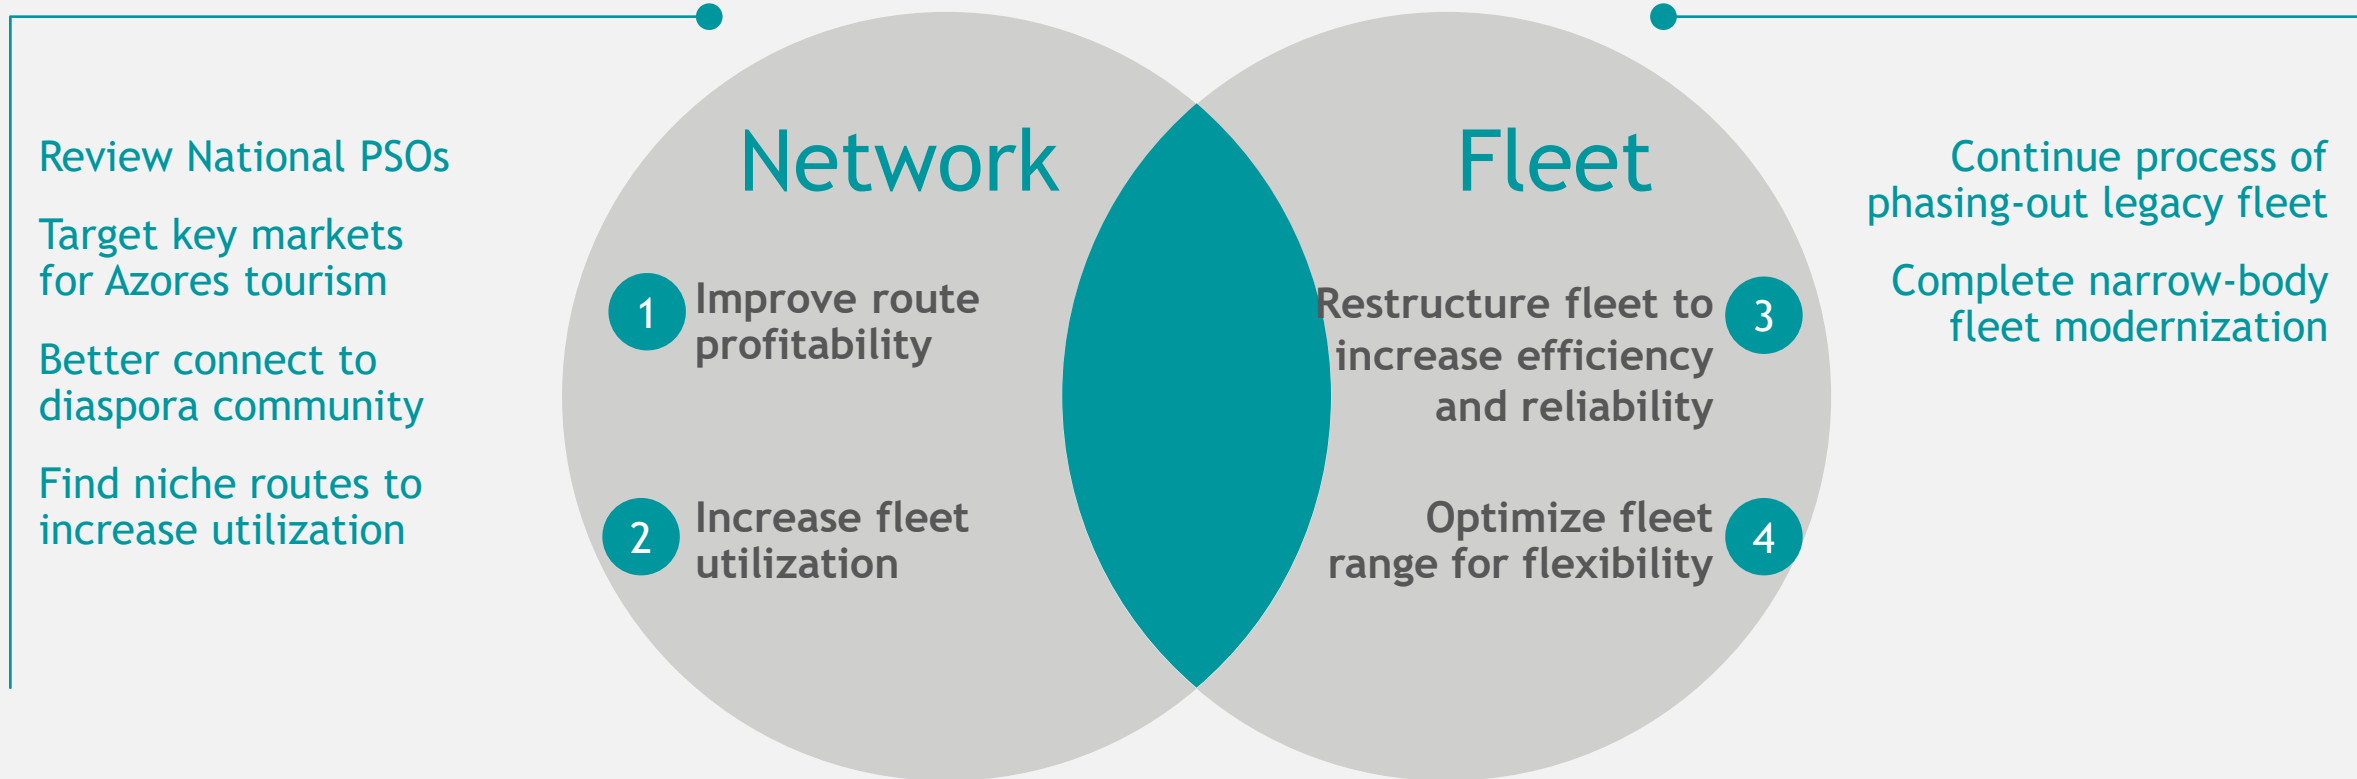 Review National PSOs
Target key markets
for Azores tourism
Better connect to
diaspora community
Find niche routes to
increase utilization
Network
1
Improve route
profitability
2
Increase fleet
utilization
Fleet
Restructure fleet to
increase efficiency
and reliability
3
Optimize fleet
range for flexibility
4
Continue process of
phasing-out legacy fleet
Complete narrow-body
fleet modernization